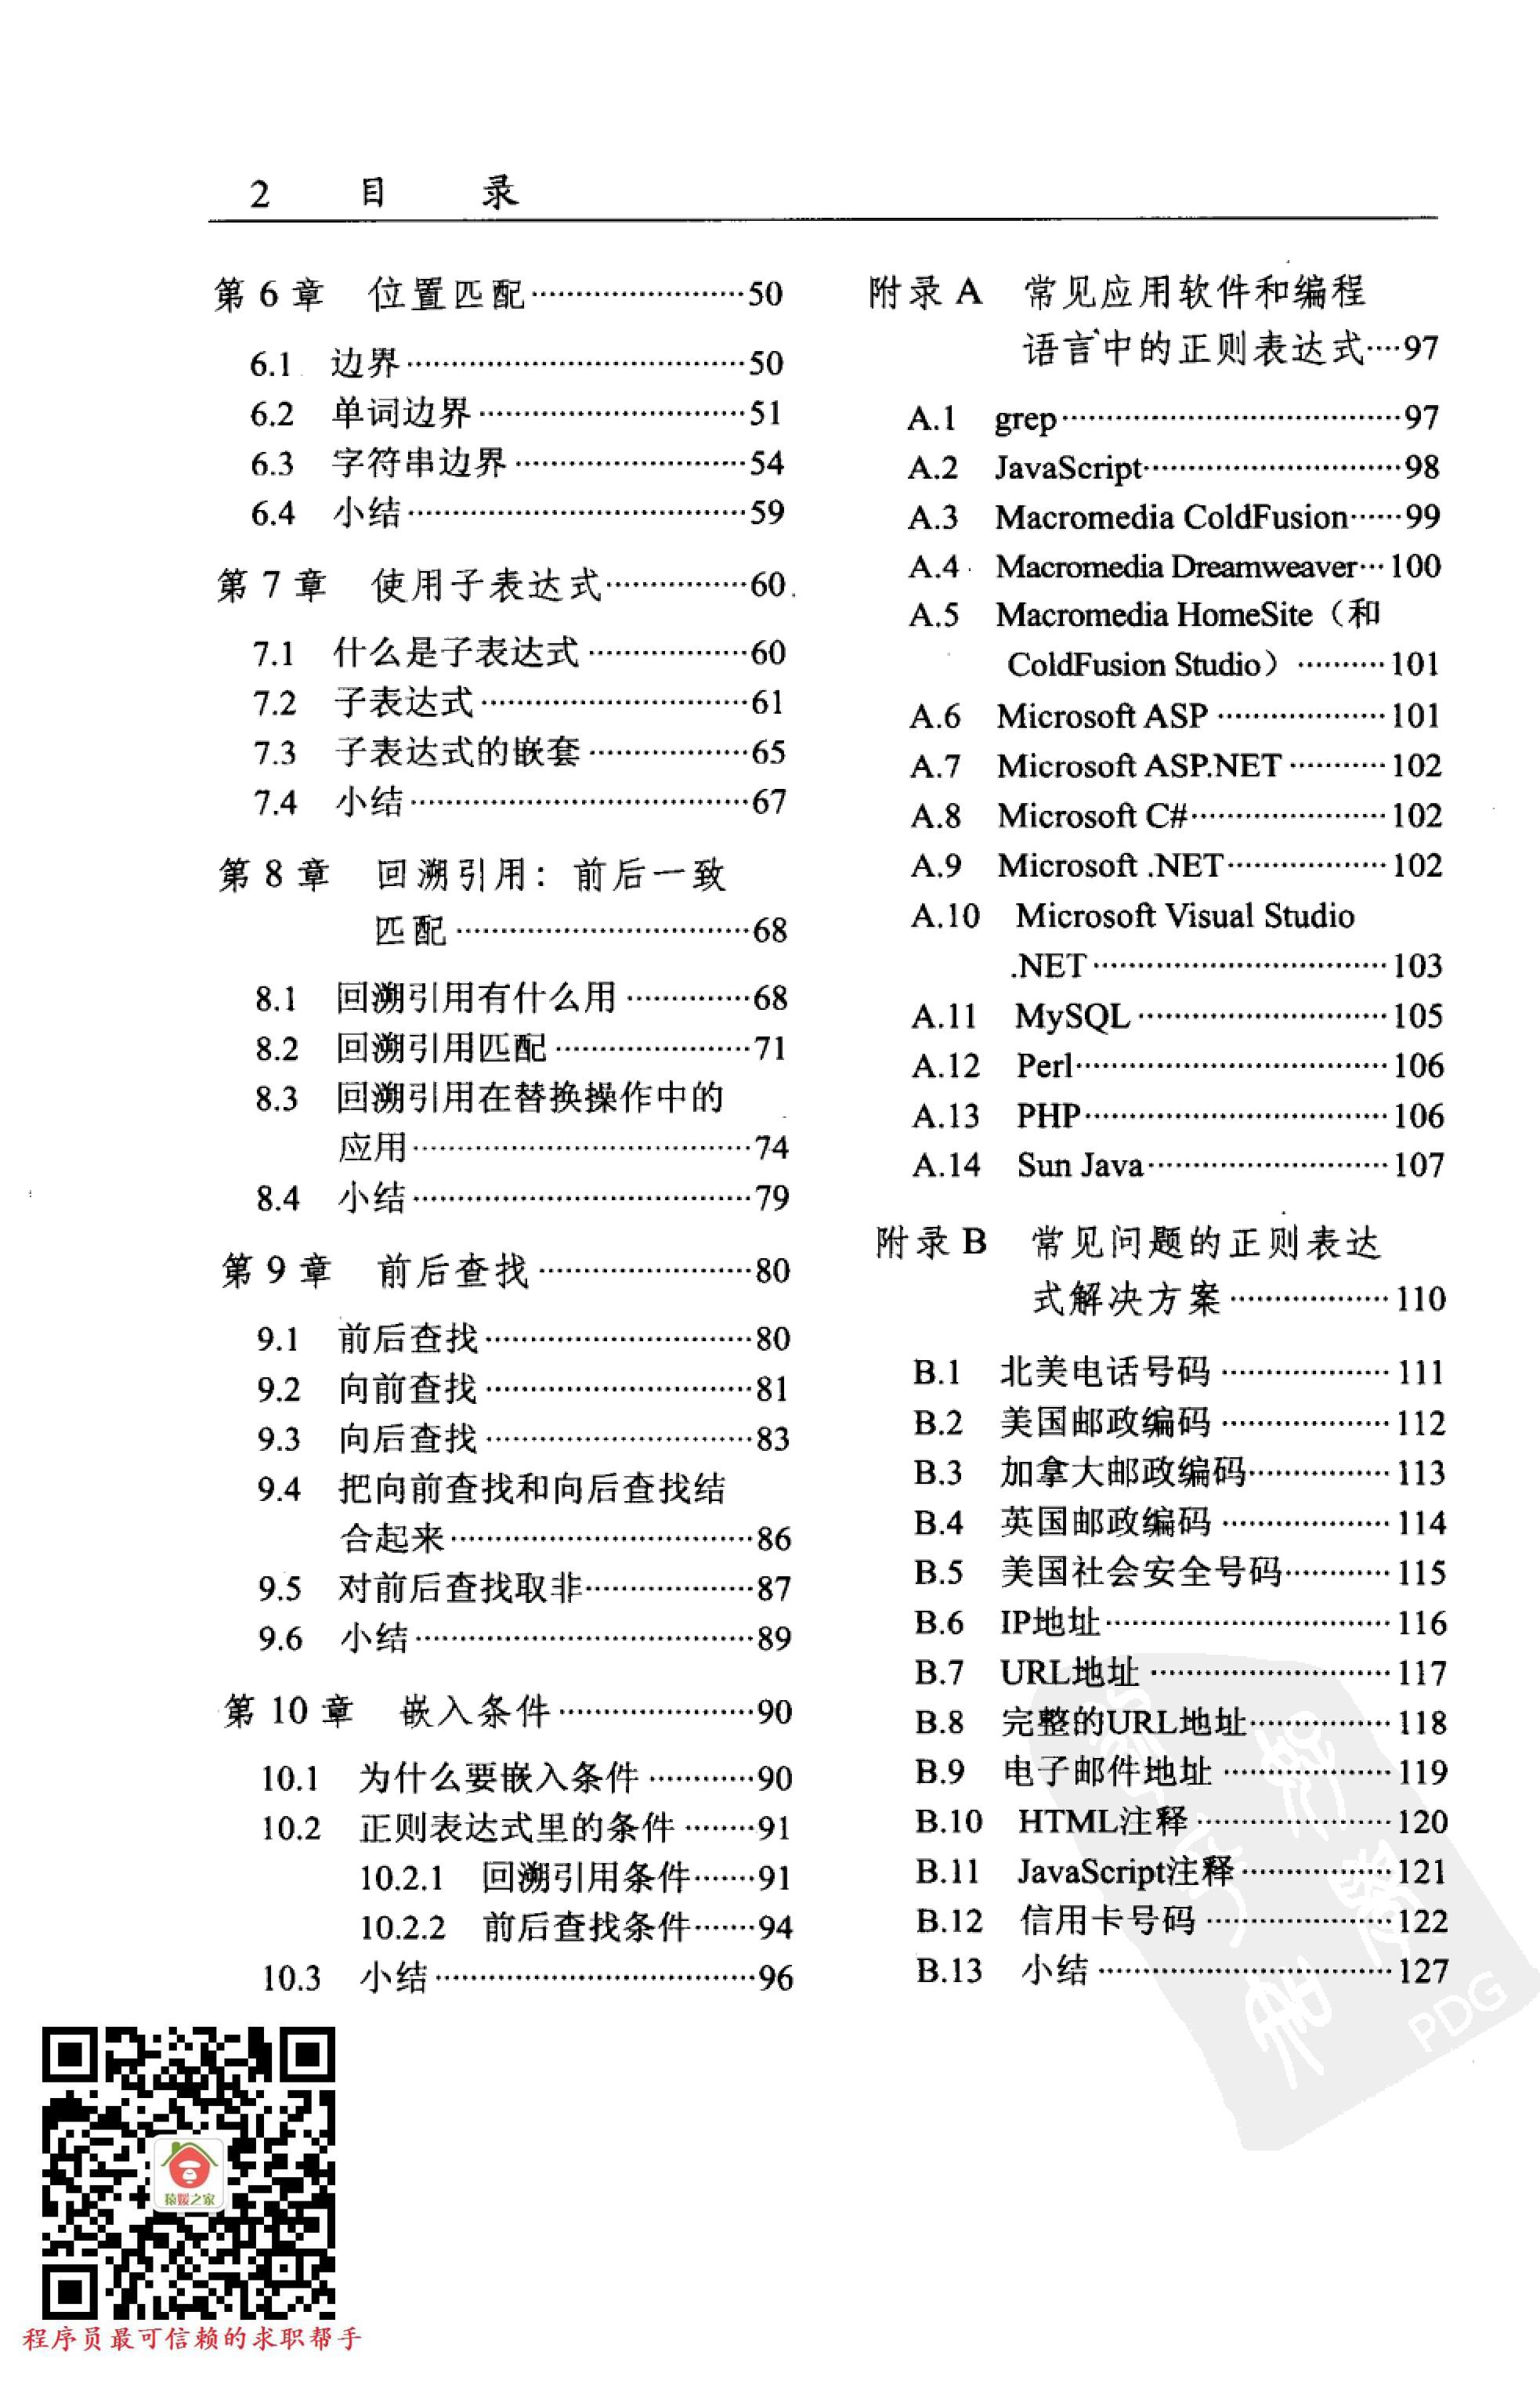 2 目 录
第 6 章 位置匹配························50
6.1 边界······································50
6.2 单词边界······························51
6.3 字符串边界··························54
6.4 小结······································59
第 7 章 使用子表达式················60
7.1 什么是子表达式··················60
7.2 子表达式······························61
7.3 子表达式的嵌套··················65
7.4 小结······································67
第 8 章 回溯引用：前后一致
匹配·································68
8.1 回溯引用有什么用··············68
8.2 回溯引用匹配······················71
8.3 回溯引用在替换操作中的
应用······································74
8.4 小结······································79
第 9 章 前后查找························80
9.1 前后查找······························80
9.2 向前查找······························81
9.3 向后查找······························83
9.4 把向前查找和向后查找结
合起来··································86
9.5 对前后查找取非···················87
9.6 小结······································89
第 10 章 嵌入条件······················90
10.1 为什么要嵌入条件············90
10.2 正则表达式里的条件········91
10.2.1 回溯引用条件·······91
10.2.2 前后查找条件·······94
10.3 小结····································96
附录 A 常见应用软件和编程
语言中的正则表达式····97
A.1 grep······································97
A.2 JavaScript·····························98
A.3 Macromedia ColdFusion······99
A.4 Macromedia Dreamweaver···100
A.5 Macromedia HomeSite（和
ColdFusion Studio）··········101
A.6 Microsoft ASP···················101
A.7 Microsoft ASP.NET···········102
A.8 Microsoft C#······················102
A.9 Microsoft .NET··················102
A.10 Microsoft Visual Studio
.NET·································103
A.11 MySQL····························105
A.12 Perl···································106
A.13 PHP··································106
A.14 Sun Java···························107
附录 B 常见问题的正则表达
式解决方案··················110
B.1 北美电话号码···················111
B.2 美国邮政编码···················112
B.3 加拿大邮政编码················113
B.4 英国邮政编码···················114
B.5 美国社会安全号码············115
B.6 IP地址································116
B.7 URL地址···························117
B.8 完整的URL地址················118
B.9 电子邮件地址···················119
B.10 HTML注释······················120
B.11 JavaScript注释·················121
B.12 信用卡号码·····················122
B.13 小结·································127
PDG
猿媛之家
程序员最可信赖的求职帮手